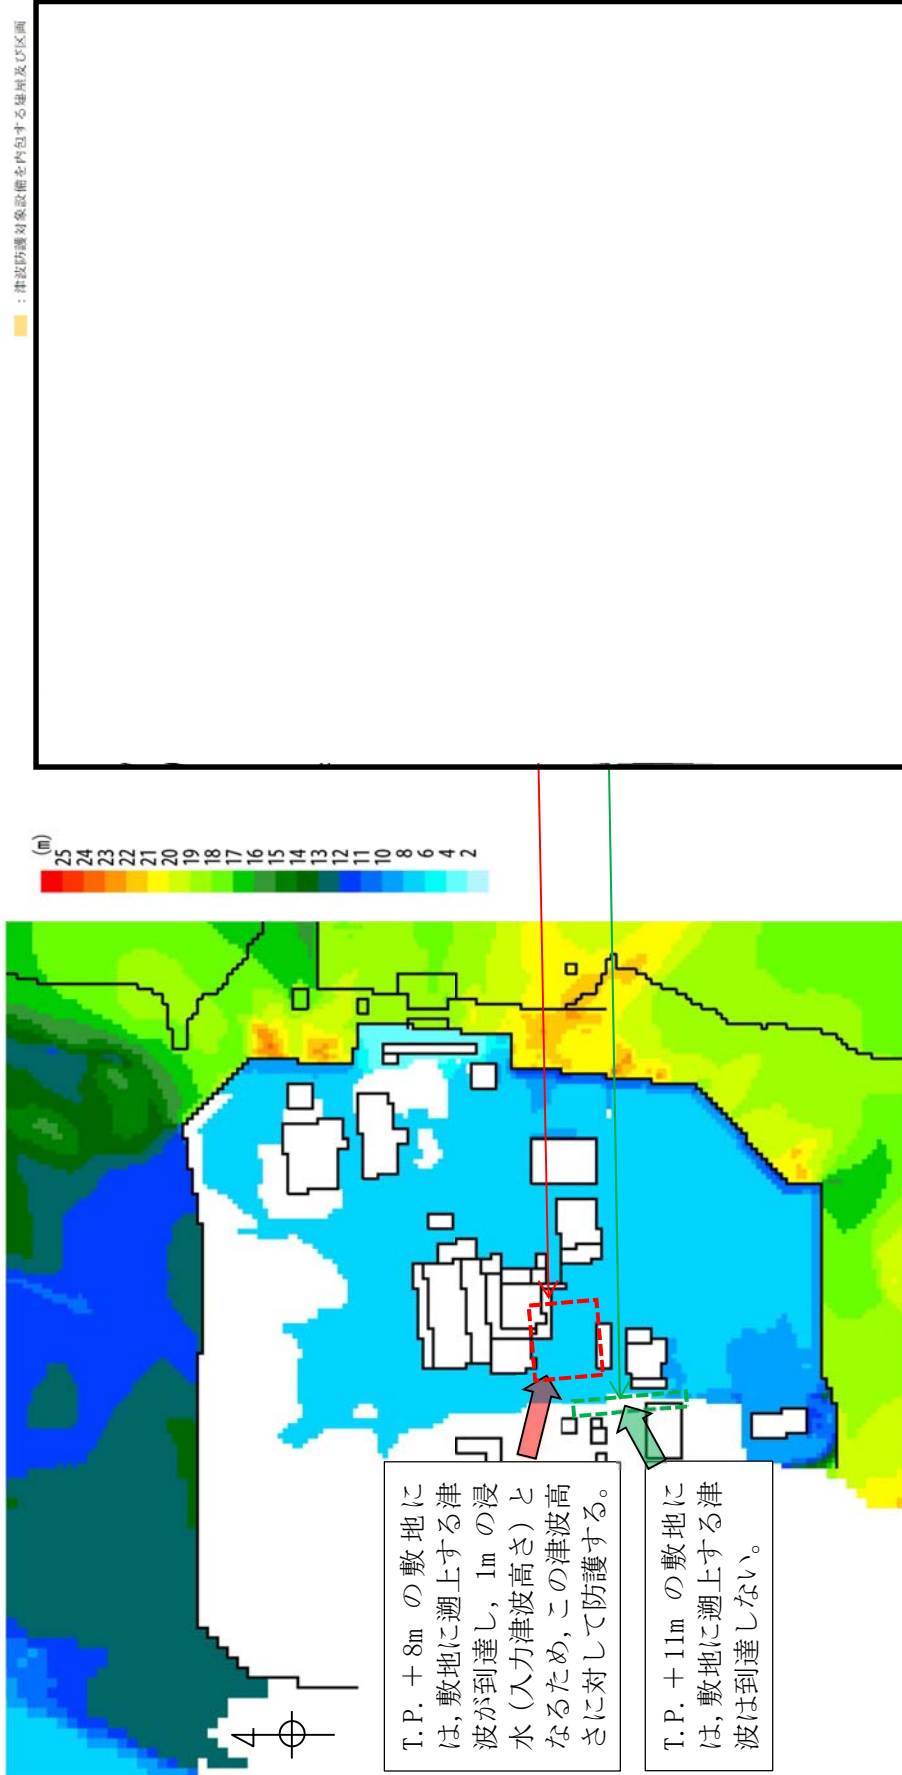 ：津波防護対象設備を内包する建屋及び区画
(m)
25
24
23
22
21
20
19
18
17
16
15
14
13
12
11
10
8
6
4
2
T.P. ＋8m の敷地に
は，敷地に遡上する津
波が到達し，1m の浸
水（入力津波高さ）と
なるため，この津波高
さに対して防護する。
T.P. ＋11m の敷地に
は，敷地に遡上する津
波は到達しない。